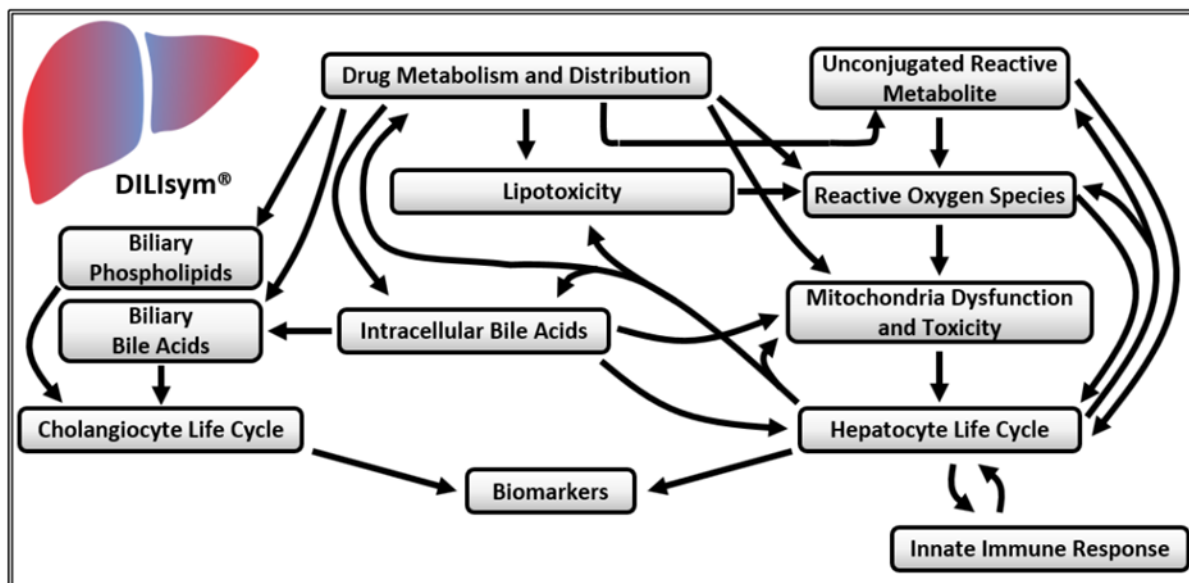 Drug Metabolism and Distribution
Unconjugated Reactive
Metabolite
DILIsym®
Lipotoxicity
Reactive Oxygen Species
Biliary
Phospholipids
Biliary
Bile Acids
Intracellular Bile Acids
Mitochondria Dysfunction
and Toxicity
Cholangiocyte Life Cycle
Hepatocyte Life Cycle
Biomarkers
Innate Immune Response